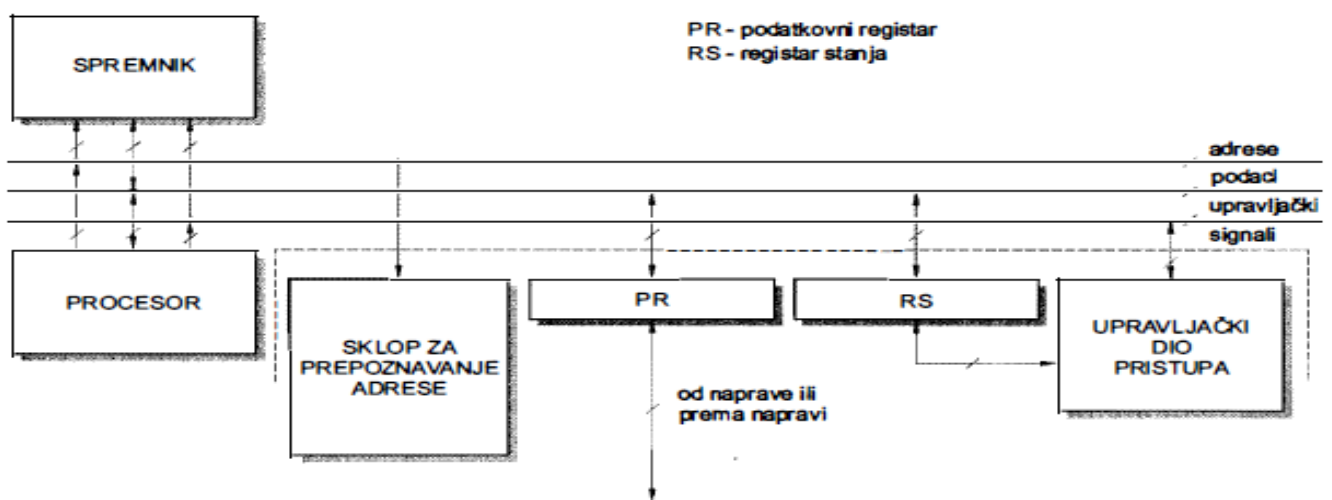 PR - podatkovni registar
RS - registar stanja
SPREMNIK
adrese
podaci
upravljački
signali
PROCESOR
SKLOP ZA
PREPOZNAVANJE
ADRESE
PR
RS
UPRAVLJAČKI
DIO
PRISTUPA
od naprave ili
prema napravi